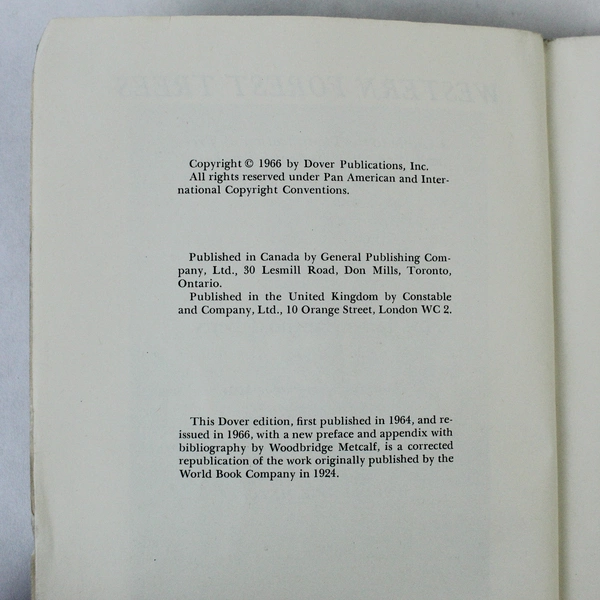 WESTERN FOREST TREES
Copyright © 1966 by Dover Publications, Inc.
All rights reserved under Pan American and Inter-
national Copyright Conventions.
Published in Canada by General Publishing Com-
pany, Ltd., 30 Lesmill Road, Don Mills, Toronto,
Ontario.
Published in the United Kingdom by Constable
and Company, Ltd., 10 Orange Street, London WC 2.
This Dover edition, first published in 1964, and re-
issued in 1966, with a new preface and appendix with
bibliography by Woodbridge Metcalf, is a corrected
republication of the work originally published by the
World Book Company in 1924.